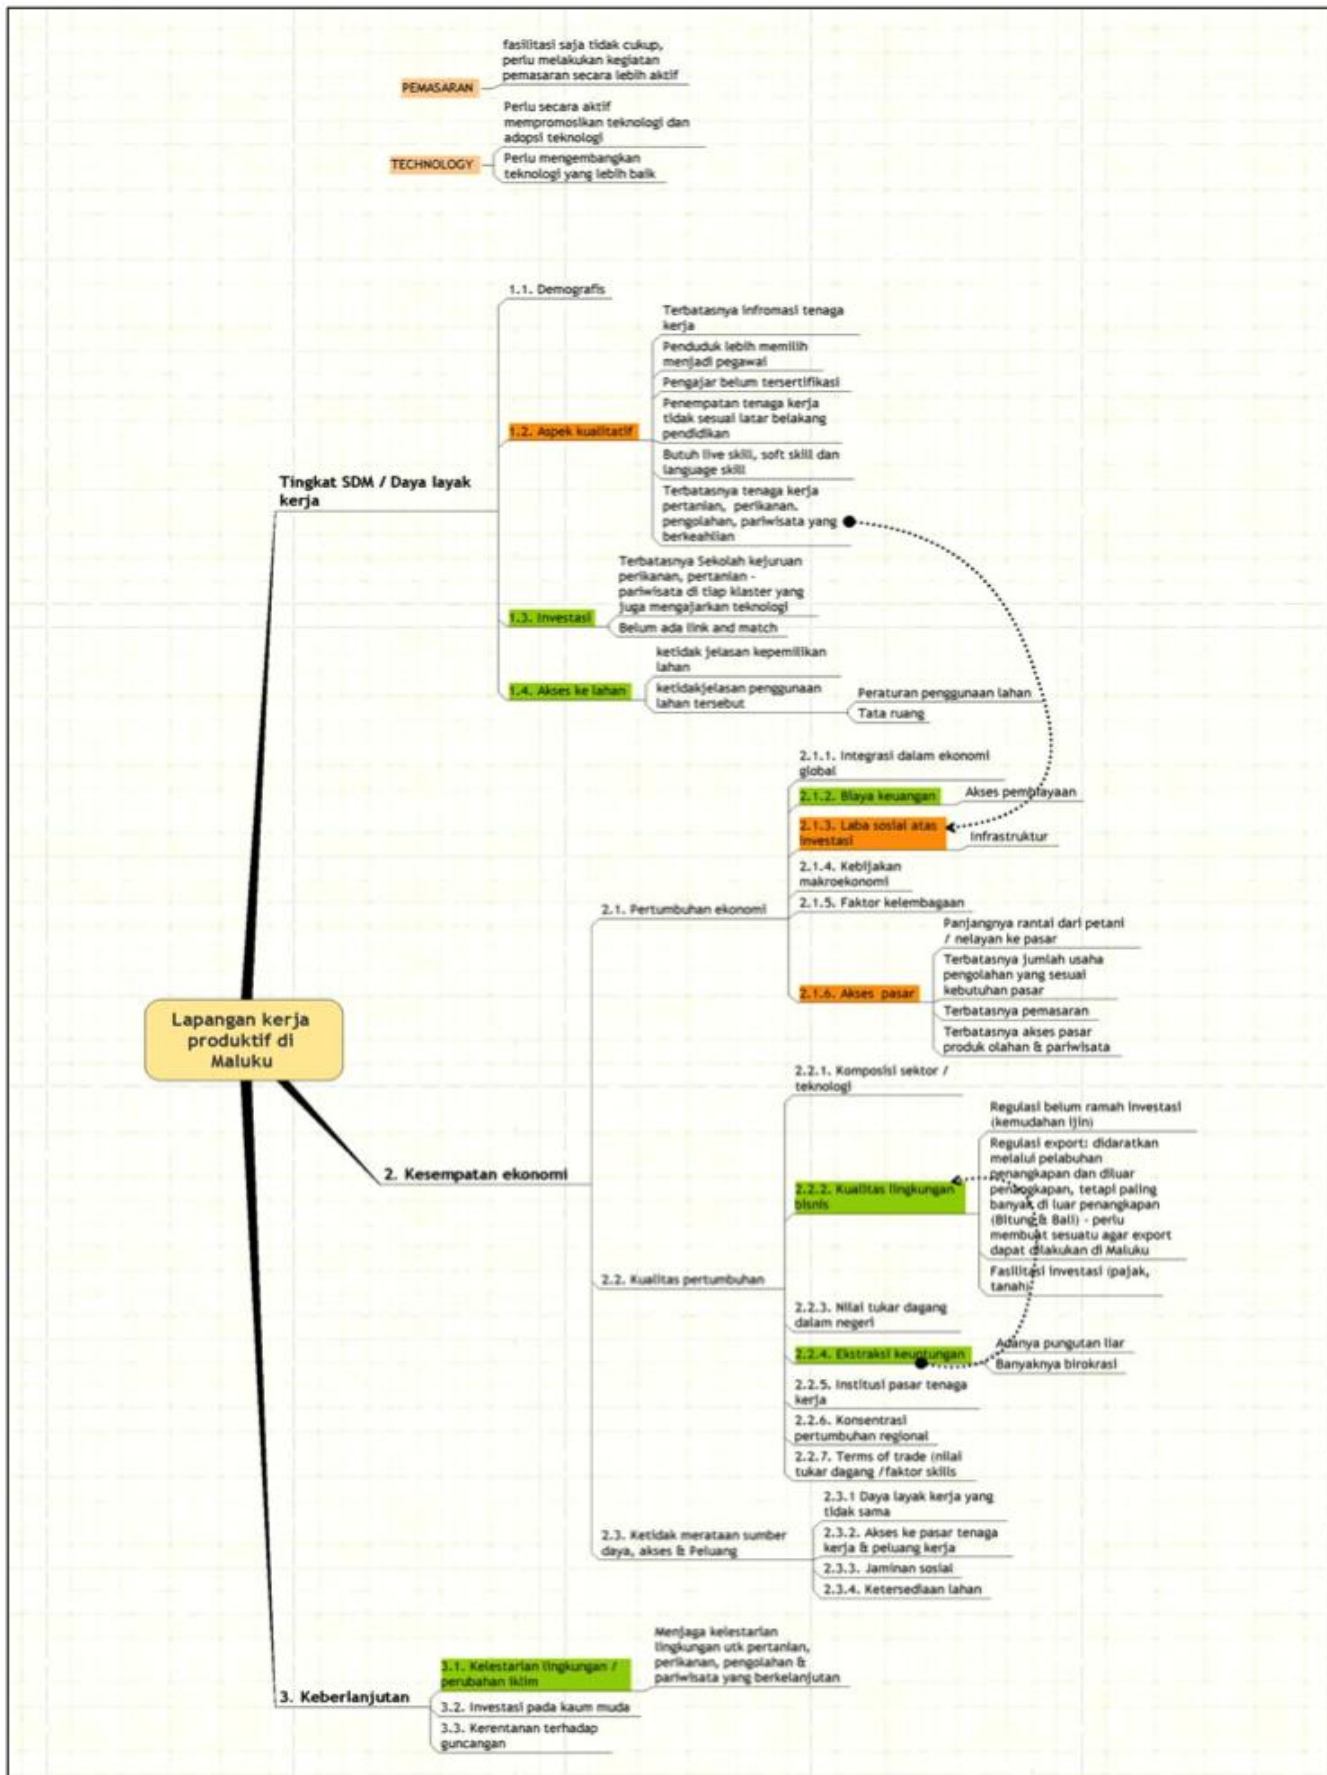 fasilitasi saja tidak cukup,
perlu melakukan kegiatan
pemasaran secara lebih aktif
PEMASARAN
Perlu secara aktif
mempromosikan teknologi dan
adopsi teknologi
TECHNOLOGY
Perlu mengembangkan
teknologi yang lebih baik
1.1. Demografis
Terbatasnya infromasi tenaga
kerja
Penduduk lebih memilih
menjadi pegawai
Pengajar belum tersertifikasi
Penempatan tenaga kerja
tidak sesuai latar belakang
pendidikan
1.2. Aspek kualitatif
Butuh live skill, soft skill dan
language skill
Tingkat SDM / Daya layak
kerja
Terbatasnya tenaga kerja
pertanian, perikanan.
pengolahan, pariwisata yang
berkeahlian
Terbatasnya Sekolah kejuruan
perikanan, pertanian -
pariwisata di tiap klaster yang
juga mengajarkan teknologi
1.3. Investasi
Belum ada link and match
ketidak jelasan kepemilikan
lahan
1.4. Akses ke lahan
ketidakjelasan penggunaan
lahan tersebut
Peraturan penggunaan lahan
Tata ruang
2.1.1. Integrasi dalam ekonomi
global
2.1.2. Biaya keuangan
Akses pembiayaan
2.1.3. Laba sosial atas
investasi
Infrastruktur
2.1.4. Kebijakan
makroekonomi
2.1. Pertumbuhan ekonomi
2.1.5. Faktor kelembagaan
Panjangnya rantai dari petani
/ nelayan ke pasar
Terbatasnya jumlah usaha
pengolahan yang sesuai
kebutuhan pasar
2.1.6. Akses pasar
Terbatasnya pemasaran
Terbatasnya akses pasar
produk olahan & pariwisata
Lapangan kerja
produktif di
Maluku
2.2.1. Komposisi sektor /
teknologi
Regulasi belum ramah investasi
(kemudahan ijin)
2. Kesempatan ekonomi
2.2.2. Kualitas lingkungan
bisnis
Regulasi export: didaratkan
melalui pelabuhan
penangkapan dan diluar
penangkapan, tetapi paling
banyak di luar penangkapan
(Bitung & Bali) - perlu
membuat sesuatu agar export
dapat dilakukan di Maluku
Fasilitasi investasi (pajak,
tanah)
2.2. Kualitas pertumbuhan
2.2.3. Nilai tukar dagang
dalam negeri
2.2.4. Ekstraksi keuntungan
Adanya pungutan liar
Banyaknya birokrasi
2.2.5. Institusi pasar tenaga
kerja
2.2.6. Konsentrasi
pertumbuhan regional
2.2.7. Terms of trade (nilai
tukar dagang /faktor skills
2.3.1 Daya layak kerja yang
tidak sama
2.3. Ketidak merataan sumber
daya, akses & Peluang
2.3.2. Akses ke pasar tenaga
kerja & peluang kerja
2.3.3. Jaminan sosial
2.3.4. Ketersediaan lahan
Menjaga kelestarian
lingkungan utk pertanian,
perikanan, pengolahan &
pariwisata yang berkelanjutan
3.1. Kelestarian lingkungan /
perubahan iklim
3. Keberlanjutan
3.2. Investasi pada kaum muda
3.3. Kerentanan terhadap
guncangan